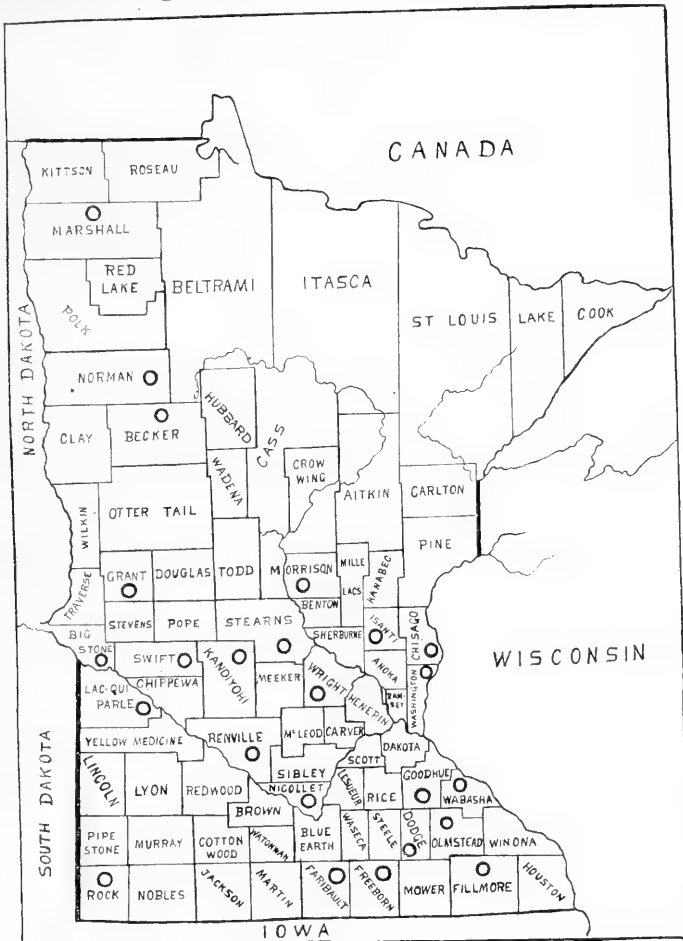 CANADA
KITTSON
ROSEAU
MARSHALL
RED
LAKE
BELTRAMI
ITASCA
POLK
ST LOUIS
LAKE
COOK
NORTH DAKOTA
NORMAN
HUBBARD
CASS
CLAY
BECKER
WADENA
CROW
WING
AITKIN
CARLTON
OTTER TAIL
WILKIN
PINE
TRAVERSE
GRANT
DOUGLAS
TODD
MORRISON
MILLE
LACS
KANABEC
BENTON
STEVENS
POPE
STEARNS
SHERBURNE
ISANTI
CHISAGO
BIG
STONE
SWIFT
KANDIYOHI
MEEKER
WRIGHT
ANOKA
WISCONSIN
LAC-QUI
PARLE
CHIPPEWA
HENEPIN
RAM-
SEY
WASHINGTON
YELLOW MEDICINE
RENVILLE
McLEOD
CARVER
DAKOTA
SCOTT
LINCOLN
LYON
REDWOOD
SIBLEY
NICOLLET
LESUEUR
RICE
GOODHUE
WABASHA
BROWN
SOUTH DAKOTA
PIPE
STONE
MURRAY
COTTON
WOOD
WATONWAN
BLUE
EARTH
WASECA
STEELE
DODGE
OLMSTEAD
WINONA
ROCK
NOBLES
JACKSON
MARTIN
FARIBAULT
FREEBORN
MOWER
FILLMORE
HOUSTON
IOWA